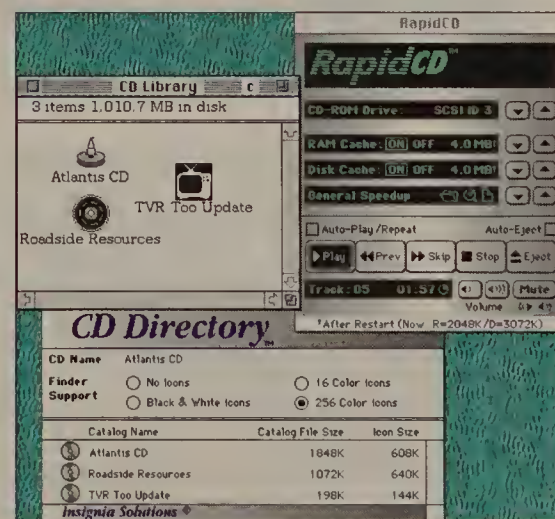 RapidCD
RapidCD™
CD Library
3 items 1,010.7 MB in disk
Atlantis CD
TVR Too Update
Roadside Resources
CD-ROM Drive: SCSI ID 3
RAM Cache: ON OFF 4.0 MB†
Disk Cache: ON OFF 4.0 MB†
General Speedup
Auto-Play/Repeat Auto-Eject
Play Prev Skip Stop Eject
Track: 05 01:57 Mute
Volume
†After Restart (Now R=2048K/D=3072K)
CD Directory™
CD Name Atlantis CD
Finder Support
No Icons 16 Color Icons
Black & White Icons 256 Color Icons
Catalog Name Catalog File Size Icon Size
Atlantis CD 1848K 608K
Roadside Resources 1072K 640K
TVR Too Update 198K 144K
Insignia Solutions